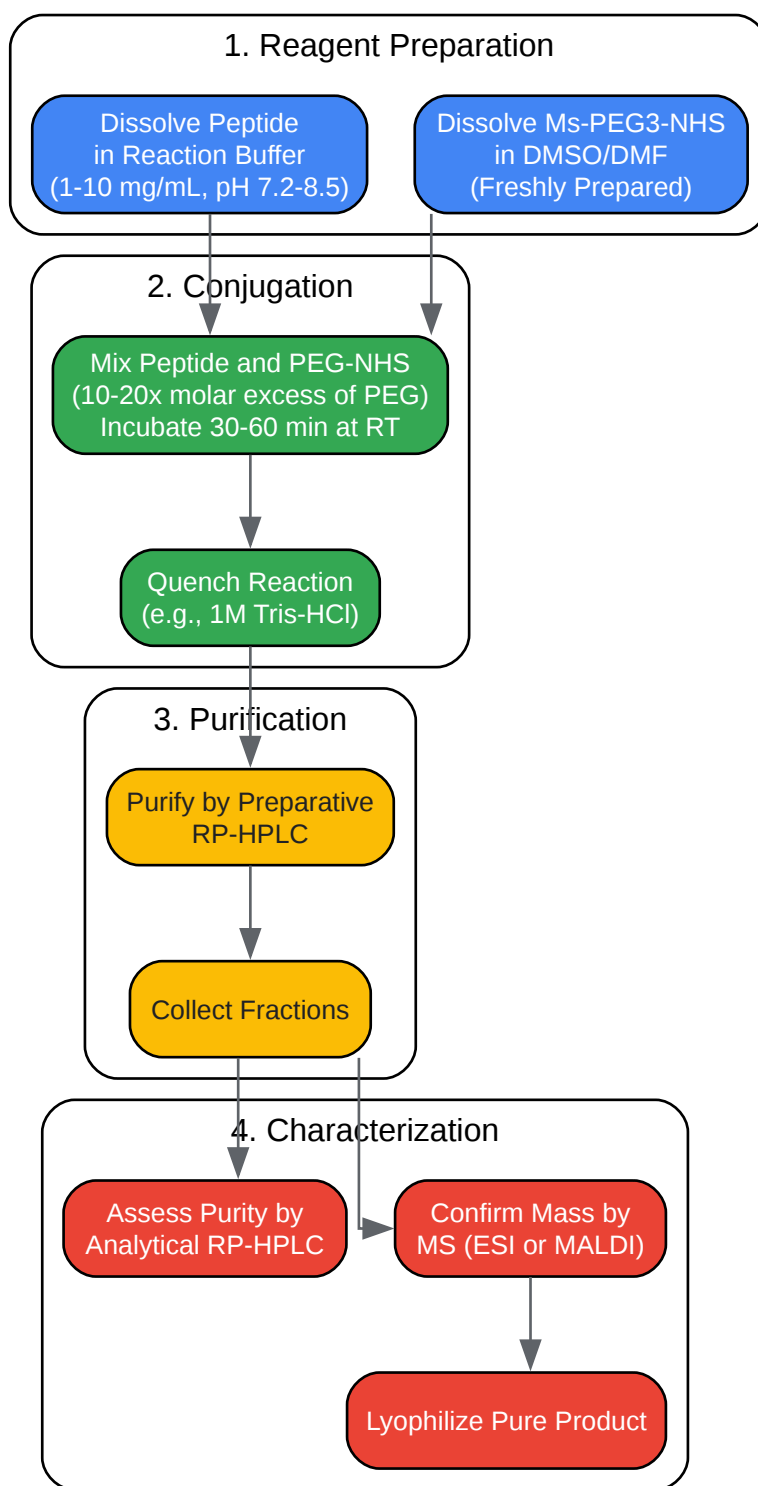 1. Reagent Preparation
Dissolve Peptide
in Reaction Buffer
(1-10 mg/mL, pH 7.2-8.5)
Dissolve Ms-PEG3-NHS
in DMSO/DMF
(Freshly Prepared)
2. Conjugation
Mix Peptide and PEG-NHS
(10-20x molar excess of PEG)
Incubate 30-60 min at RT
Quench Reaction
(e.g., 1M Tris-HCl)
3. Purification
Purify by Preparative
RP-HPLC
Collect Fractions
4. Characterization
Assess Purity by
Analytical RP-HPLC
Confirm Mass by
MS (ESI or MALDI)
Lyophilize Pure Product